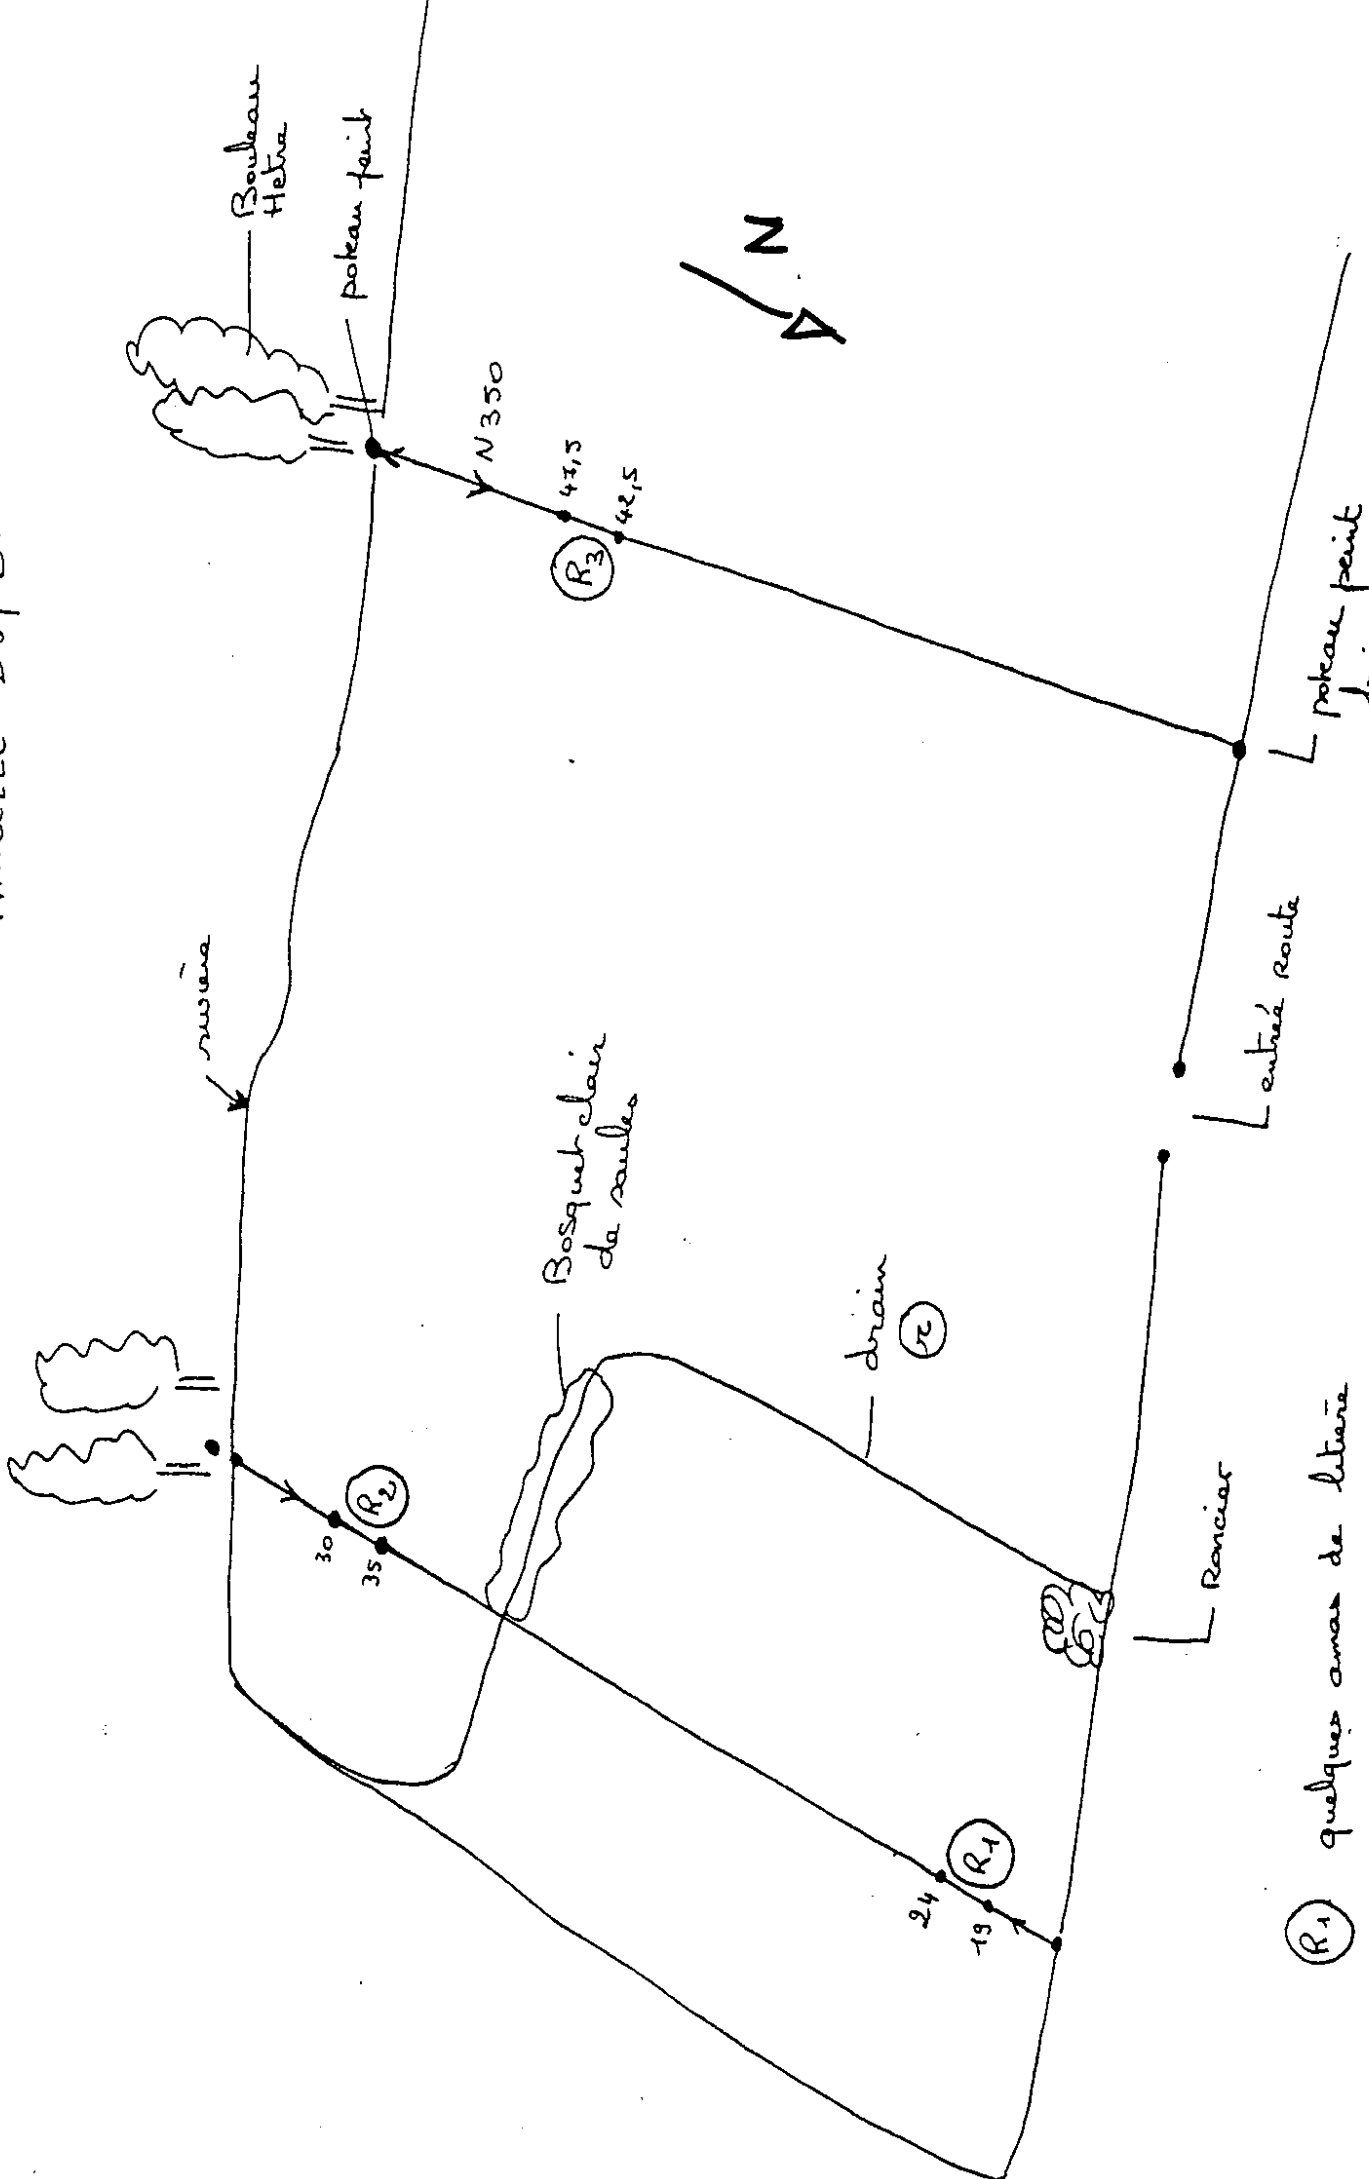 rivière
Bouleau
Hetre
30
poteau peint
35
R2
N350
47,5
R3
42,5
Bosquet clair
de saules
N
drain
r
24
19
R1
Roncier
entrée route
poteau peint
R1 quelques amas de litière